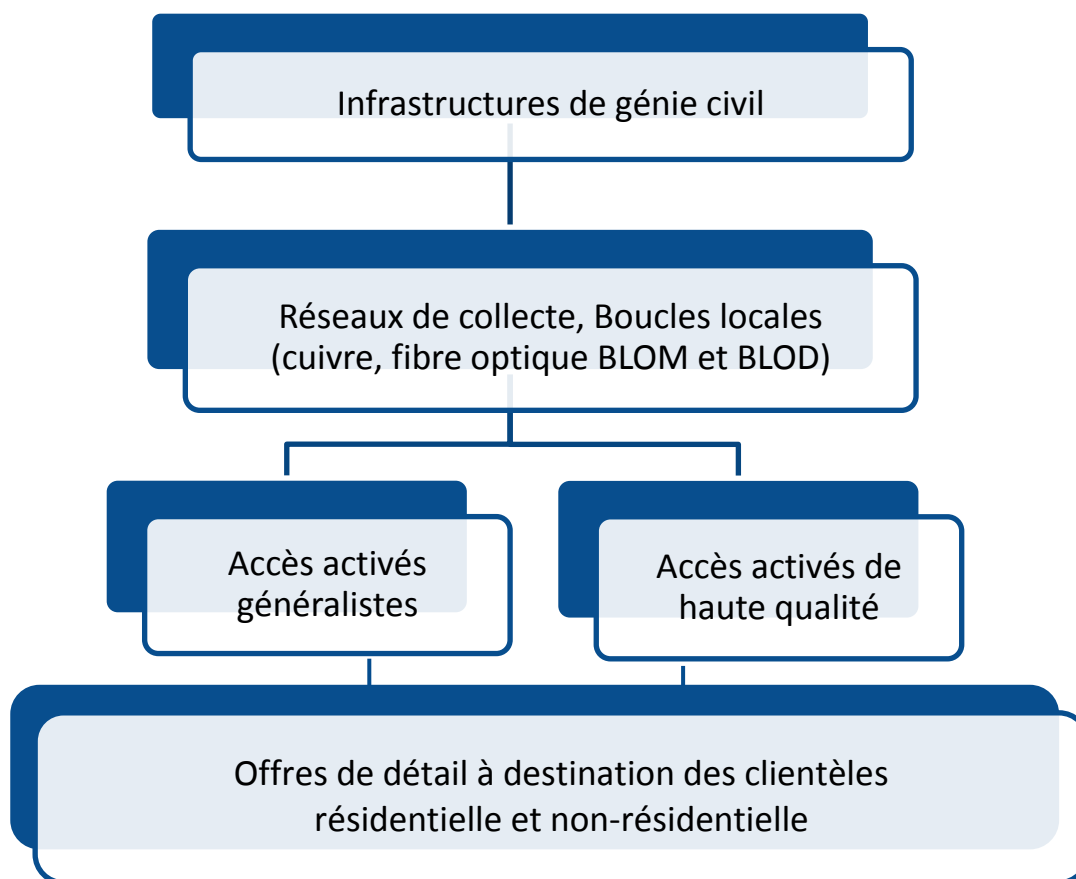 Infrastructures de génie civil
Réseaux de collecte, Boucles locales
(cuivre, fibre optique BLOM et BLOD)
Accès activés
généralistes
Accès activés de
haute qualité
Offres de détail à destination des clientèles
résidentielle et non-résidentielle